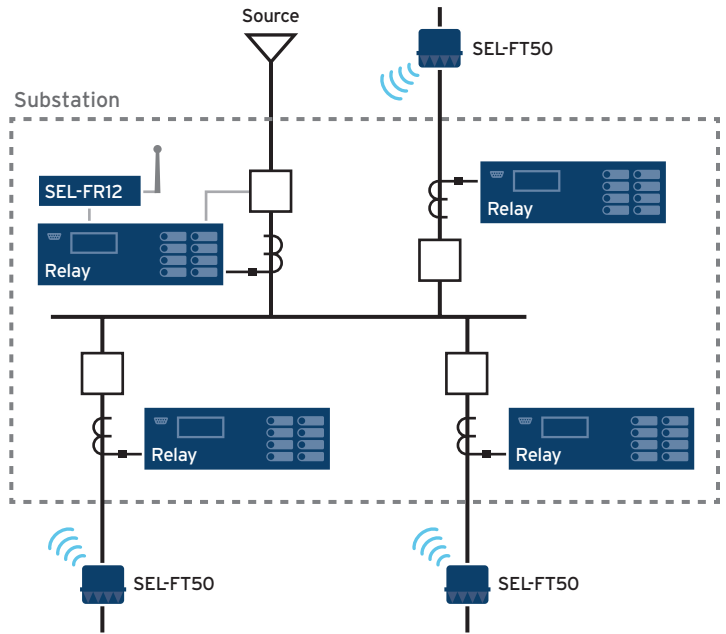 Source
SEL-FT50
Substation
SEL-FR12
Relay
Relay
Relay
Relay
SEL-FT50
SEL-FT50